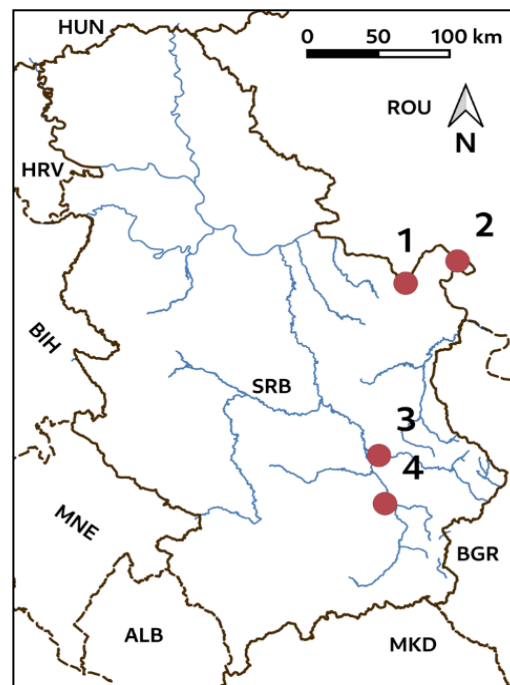 HUN
0 50 100 km
ROU
N
HRV
1
2
BIH
SRB
3
4
MNE
BGR
ALB
MKD